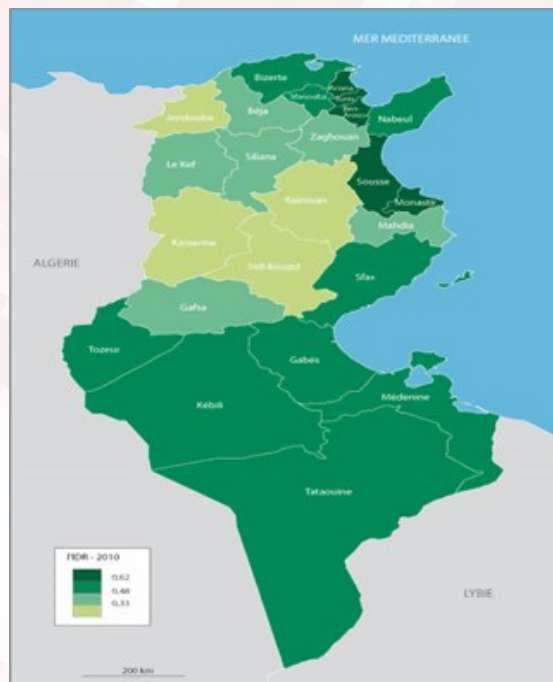 MER MEDITERRANEE
Bizerte
Ariana
Tunis
Ben
Arous
Manouba
Nabeul
Jendouba
Béja
Zaghouan
Le Kef
Siliana
Sousse
Kairouan
Monastir
Mahdia
Kasserine
Sidi Bouzid
ALGERIE
Sfax
Gafsa
Tozeur
Gabés
Kébili
Médenine
Tataouine
l'IDR - 2010
0,62
0,48
0,33
LYBIE
200 km